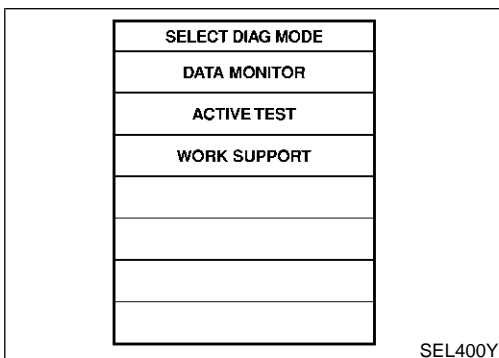 SELECT DIAG MODE
DATA MONITOR
ACTIVE TEST
WORK SUPPORT
SEL400Y